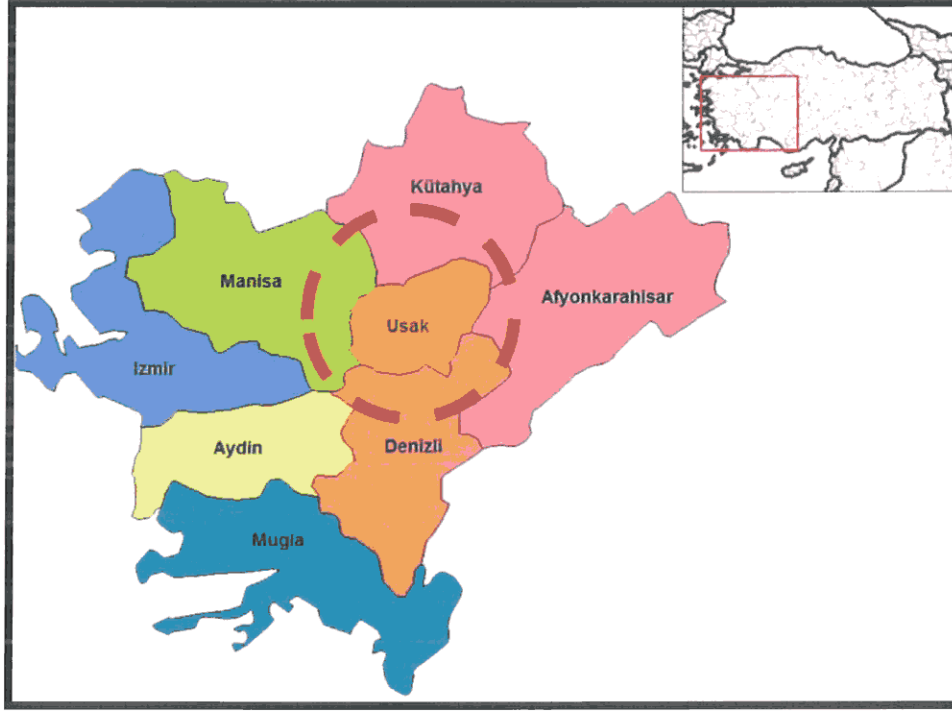 Kütahya
Manisa
Afyonkarahisar
Usak
Izmir
Aydin
Denizli
Mugla